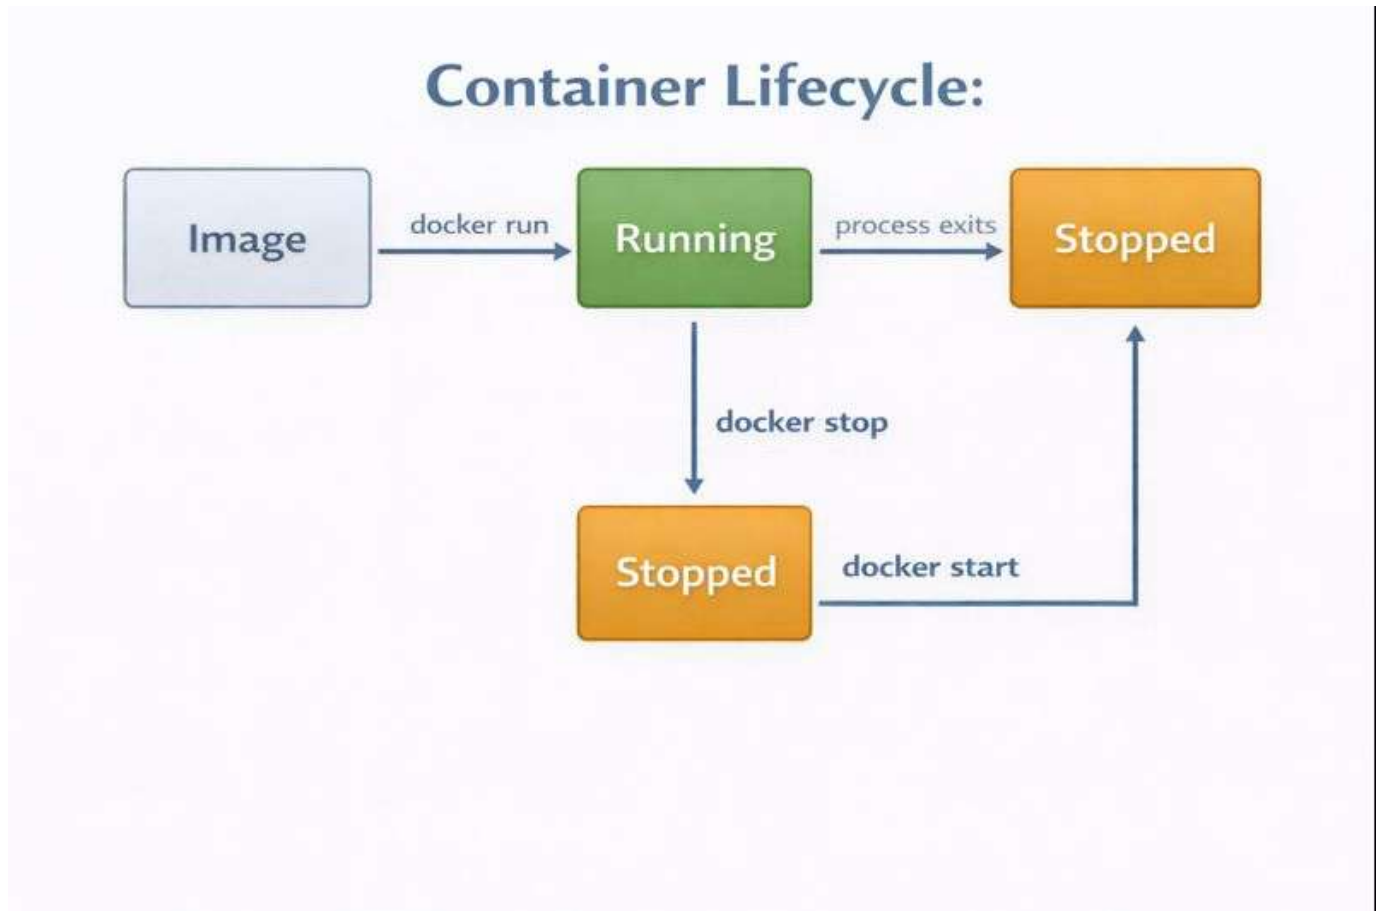 Container Lifecycle:
Image
docker run
Running
process exits
Stopped
docker stop
Stopped
docker start